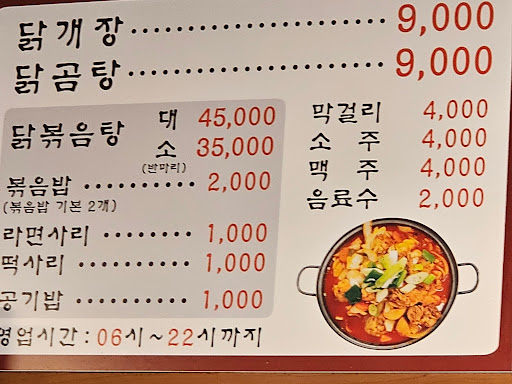 닭개장 9,000
닭곰탕 9,000
닭볶음탕 대 45,000
소 35,000
(반마리)
볶음밥 2,000
(볶음밥 기본 2개)
라면사리 1,000
떡사리 1,000
공기밥 1,000
막걸리 4,000
소주 4,000
맥주 4,000
음료수 2,000
영업시간 : 06시~22시까지